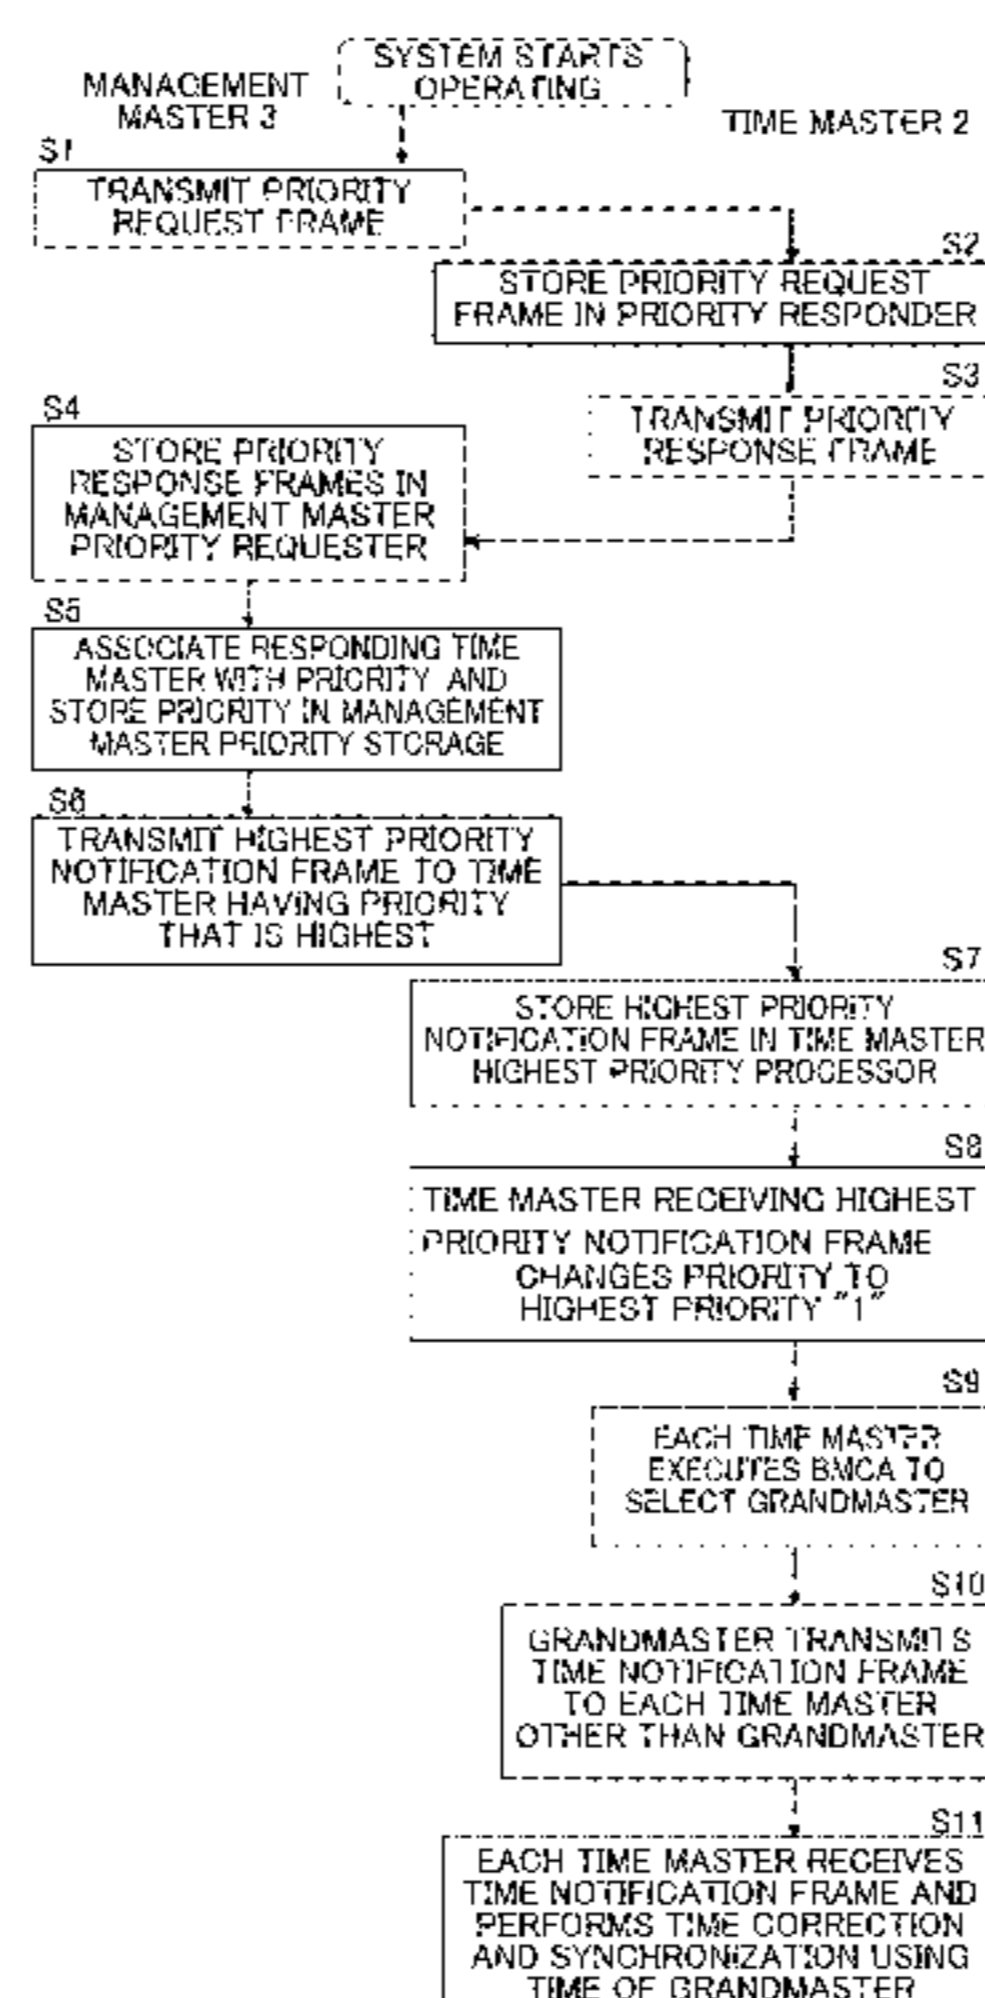 SYSTEM STARTS
OPERATING
MANAGEMENT
MASTER 3
TIME MASTER 2
S1
TRANSMIT PRIORITY
REQUEST FRAME
S2
STORE PRIORITY REQUEST
FRAME IN PRIORITY RESPONDER
S3
TRANSMIT PRIORITY
RESPONSE FRAME
S4
STORE PRIORITY
RESPONSE FRAMES IN
MANAGEMENT MASTER
PRIORITY REQUESTER
S5
ASSOCIATE RESPONDING TIME
MASTER WITH PRIORITY AND
STORE PRIORITY IN MANAGEMENT
MASTER PRIORITY STORAGE
S6
TRANSMIT HIGHEST PRIORITY
NOTIFICATION FRAME TO TIME
MASTER HAVING PRIORITY
THAT IS HIGHEST
S7
STORE HIGHEST PRIORITY
NOTIFICATION FRAME IN TIME MASTER
HIGHEST PRIORITY PROCESSOR
S8
TIME MASTER RECEIVING HIGHEST
PRIORITY NOTIFICATION FRAME
CHANGES PRIORITY TO
HIGHEST PRIORITY "1"
S9
EACH TIME MASTER
EXECUTES BMCA TO
SELECT GRANDMASTER
S10
GRANDMASTER TRANSMITS
TIME NOTIFICATION FRAME
TO EACH TIME MASTER
OTHER THAN GRANDMASTER
S11
EACH TIME MASTER RECEIVES
TIME NOTIFICATION FRAME AND
PERFORMS TIME CORRECTION
AND SYNCHRONIZATION USING
TIME OF GRANDMASTER